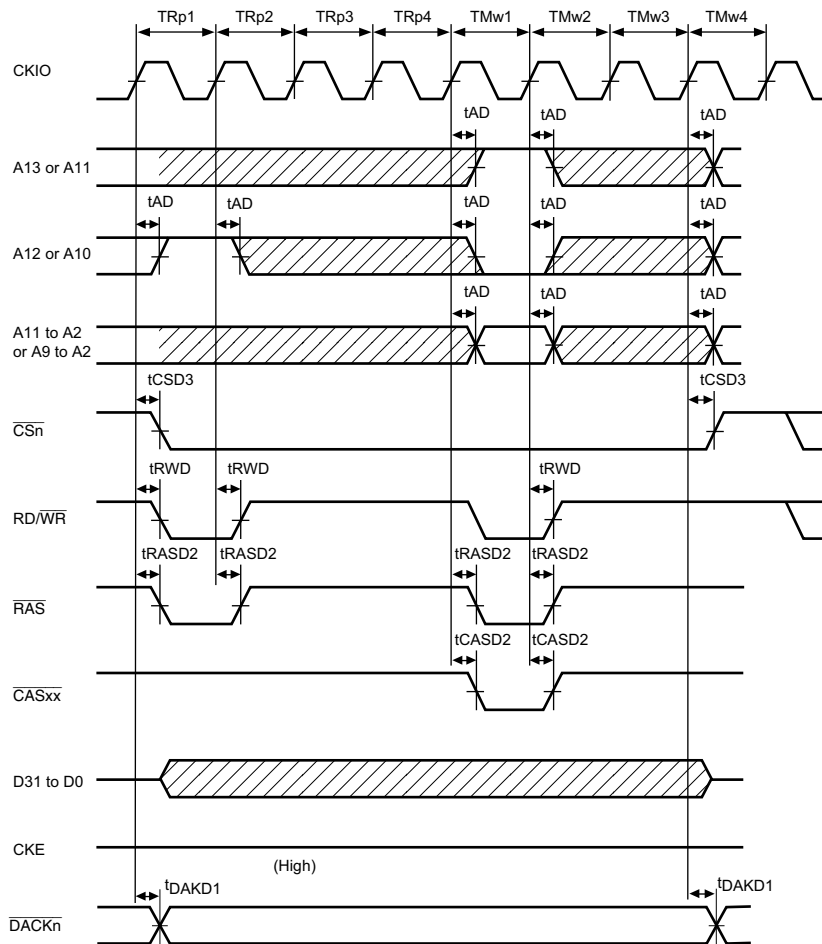 TRp1 TRp2 TRp3 TRp4 TMw1 TMw2 TMw3 TMw4
CKIO
tAD tAD tAD
A13 or A11
tAD tAD tAD tAD tAD
A12 or A10
tAD tAD tAD
A11 to A2
or A9 to A2
tCSD3 tCSD3
CSn
tRWD tRWD tRWD
RD/WR
tRASD2 tRASD2 tRASD2 tRASD2
RAS
tCASD2 tCASD2
CASxx
D31 to D0
CKE
(High)
tDAKD1 tDAKD1
DACKn